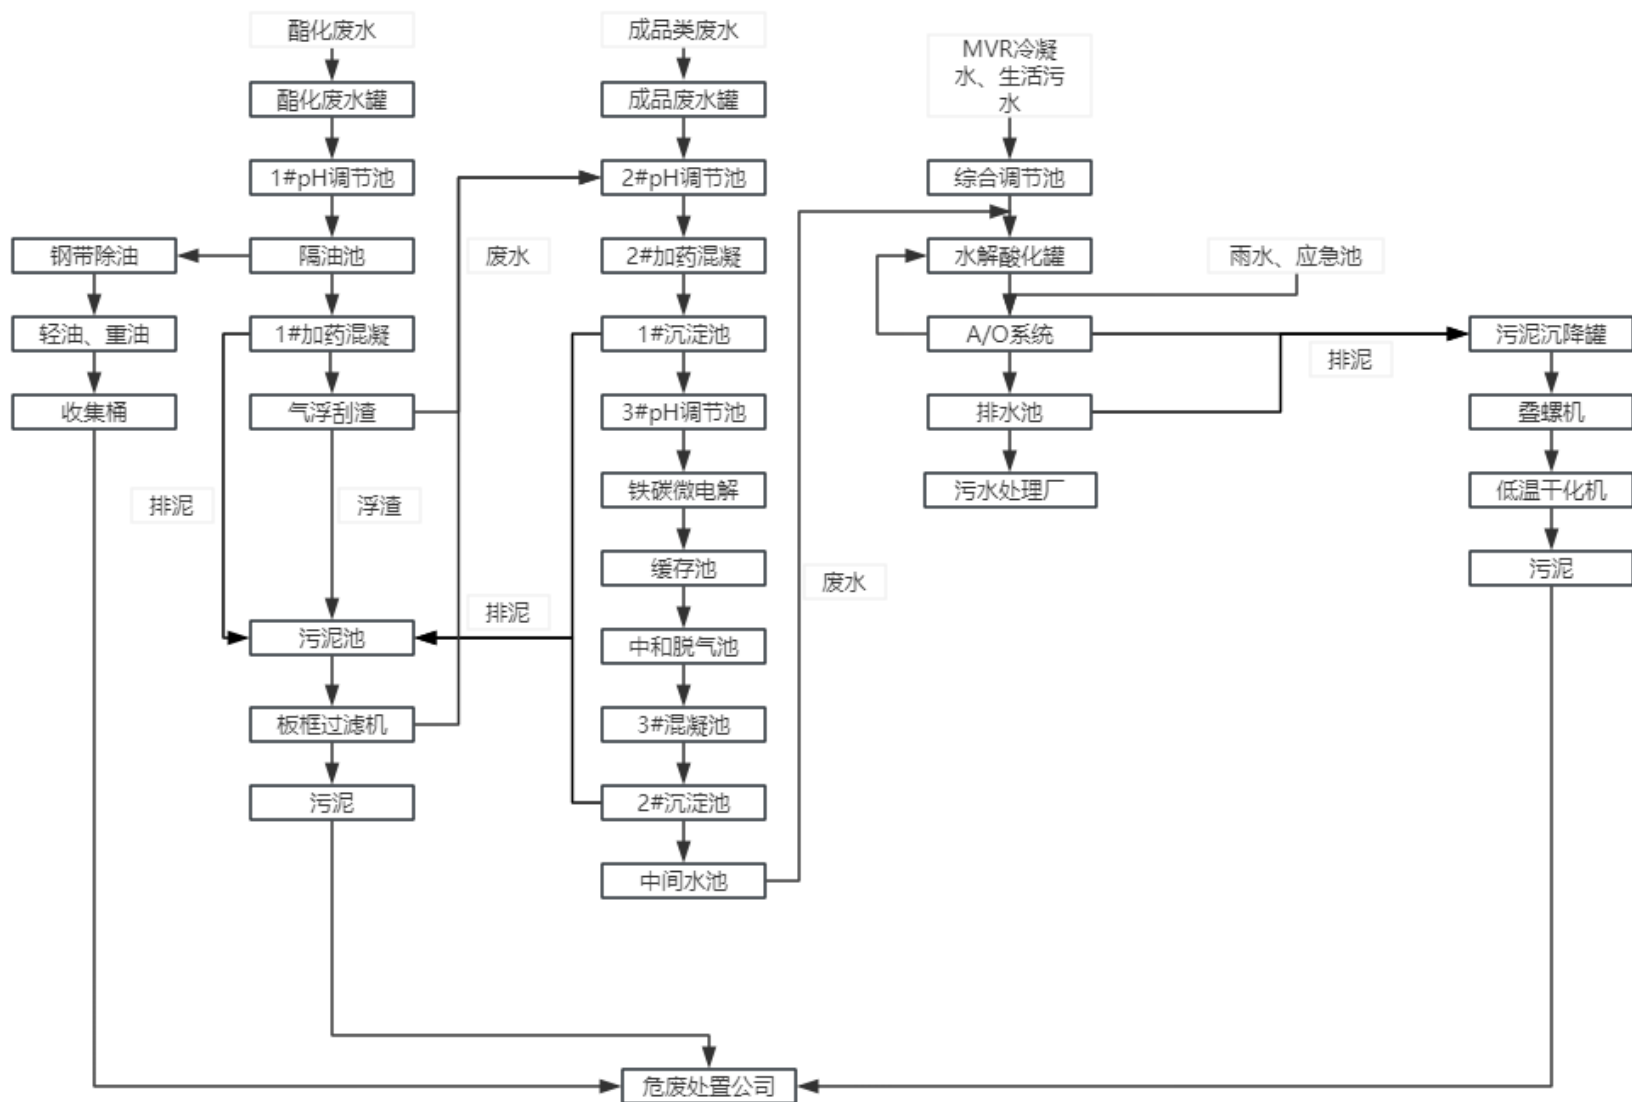 酯化废水
成品类废水
MVR冷凝
水、生活污
水
酯化废水罐
成品废水罐
1#pH调节池
2#pH调节池
综合调节池
钢带除油
隔油池
废水
2#加药混凝
水解酸化罐
雨水、应急池
轻油、重油
1#加药混凝
1#沉淀池
A/O系统
污泥沉降罐
排泥
收集桶
气浮刮渣
3#pH调节池
排水池
叠螺机
排泥
浮渣
铁碳微电解
污水处理厂
低温干化机
缓存池
废水
污泥
污泥池
排泥
中和脱气池
板框过滤机
3#混凝池
污泥
2#沉淀池
中间水池
危废处置公司